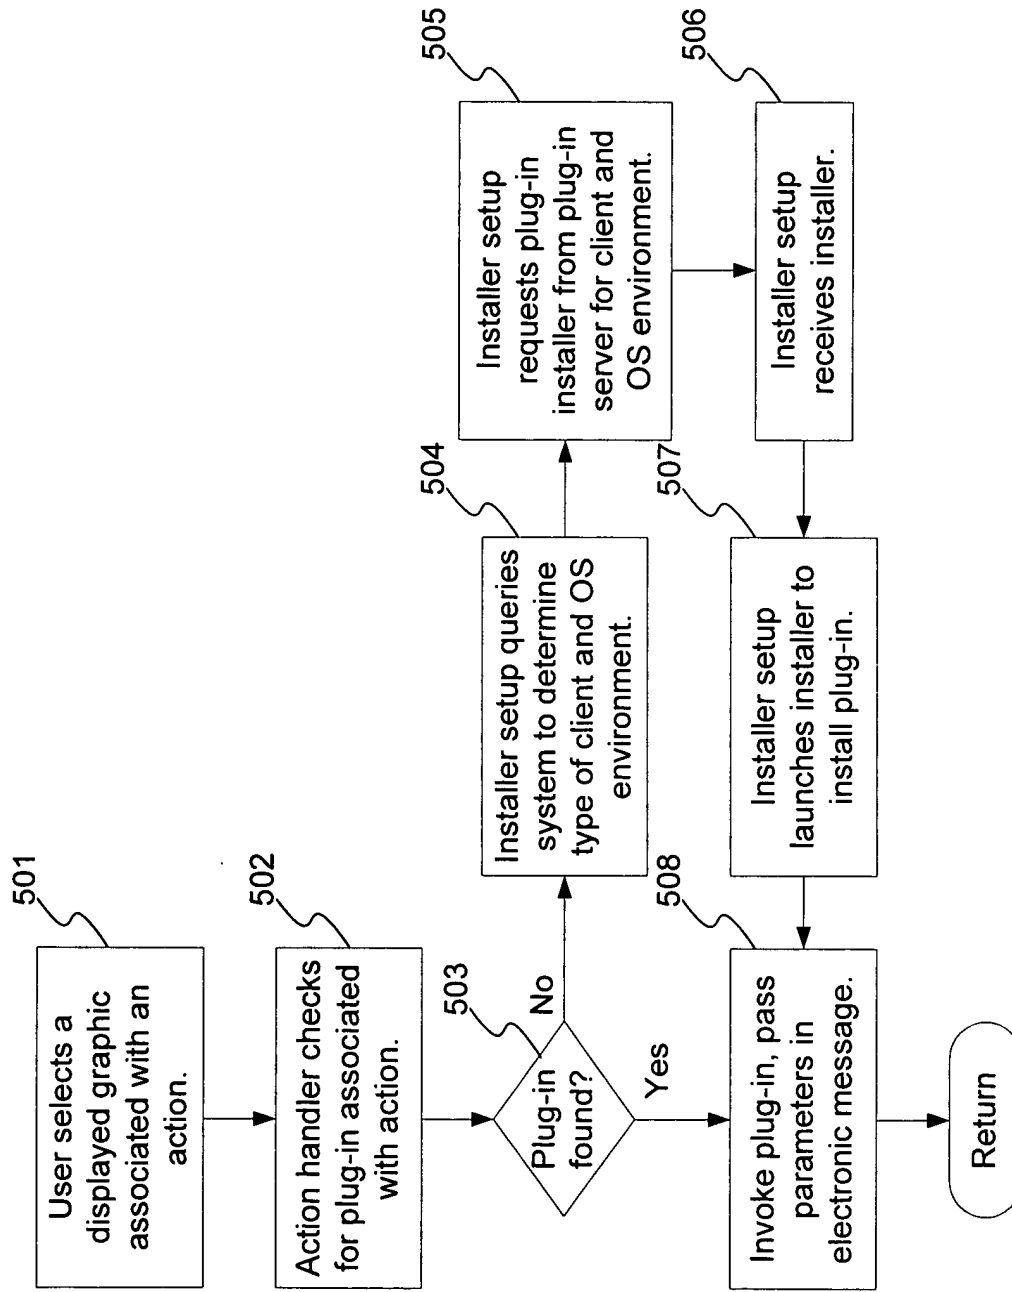 501
User selects a
displayed graphic
associated with an
action.
502
Action handler checks
for plug-in associated
with action.
503
Plug-in
found?
No
Yes
504
Installer setup queries
system to determine
type of client and OS
environment.
505
Installer setup
requests plug-in
installer from plug-in
server for client and
OS environment.
506
Installer setup
receives installer.
507
Installer setup
launches installer to
install plug-in.
508
Invoke plug-in, pass
parameters in
electronic message.
Return